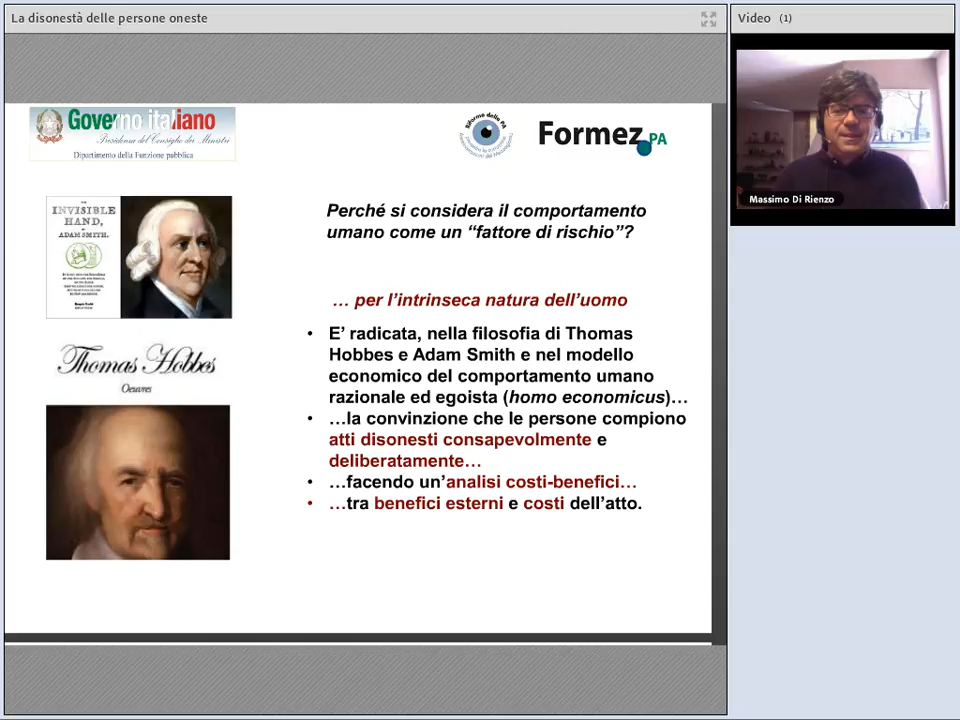 La disonestà delle persone oneste
Video (1)
Governo italiano
Presidenza del Consiglio dei Ministri
Dipartimento della Funzione pubblica
Riforme delle PA
Formez PA
Massimo Di Rienzo
INVISIBLE
HAND,
ADAM SMITH.
Perché si considera il comportamento
umano come un “fattore di rischio”?
… per l’intrinseca natura dell’uomo
• E’ radicata, nella filosofia di Thomas
Hobbes e Adam Smith e nel modello
economico del comportamento umano
razionale ed egoista (homo economicus)…
• …la convinzione che le persone compiono
atti disonesti consapevolmente e
deliberatamente…
• …facendo un’analisi costi-benefici…
• …tra benefici esterni e costi dell’atto.
Thomas Hobbes
Oeuvres